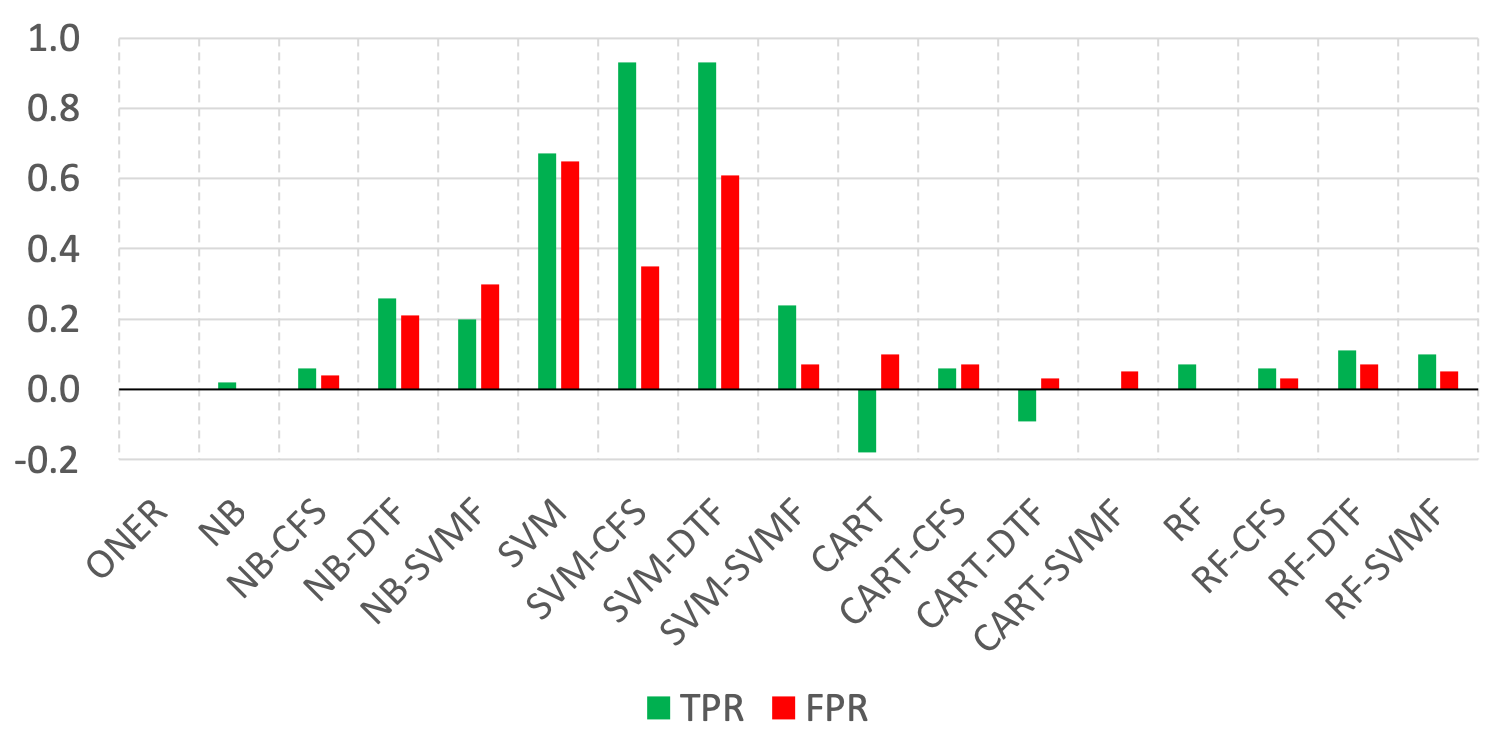 1.0
0.8
0.6
0.4
0.2
0.0
-0.2
ONER
NB
NB-CFS
NB-DTF
NB-SVMF
SVM
SVM-CFS
SVM-DTF
SVM-SVMF
CART
CART-CFS
CART-DTF
CART-SVMF
RF
RF-CFS
RF-DTF
RF-SVMF
TPR FPR